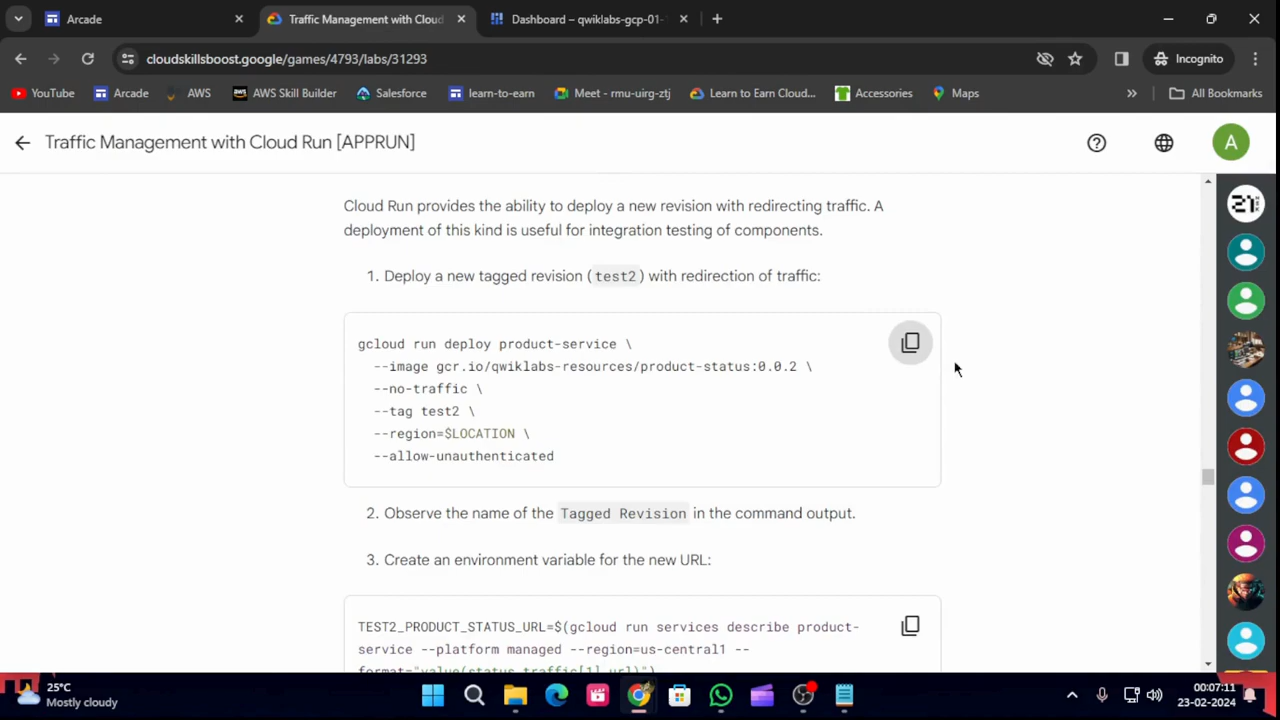 Arcade
Traffic Management with Cloud
Dashboard – qwiklabs-gcp-01-
cloudskillsboost.google/games/4793/labs/31293
Incognito
YouTube
Arcade
AWS
AWS Skill Builder
Salesforce
learn-to-earn
Meet - rmu-uirg-ztj
Learn to Earn Cloud...
Accessories
Maps
All Bookmarks
Traffic Management with Cloud Run [APPRUN]
A
Cloud Run provides the ability to deploy a new revision with redirecting traffic. A
deployment of this kind is useful for integration testing of components.
1. Deploy a new tagged revision (test2) with redirection of traffic:
gcloud run deploy product-service \
--image gcr.io/qwiklabs-resources/product-status:0.0.2 \
--no-traffic \
--tag test2 \
--region=$LOCATION \
--allow-unauthenticated
2. Observe the name of the Tagged Revision in the command output.
3. Create an environment variable for the new URL:
TEST2_PRODUCT_STATUS_URL=$(gcloud run services describe product-
service --platform managed --region=us-central1 --
format="value(status.traffic[1].url)")
25°C
Mostly cloudy
00:07:11
23-02-2024